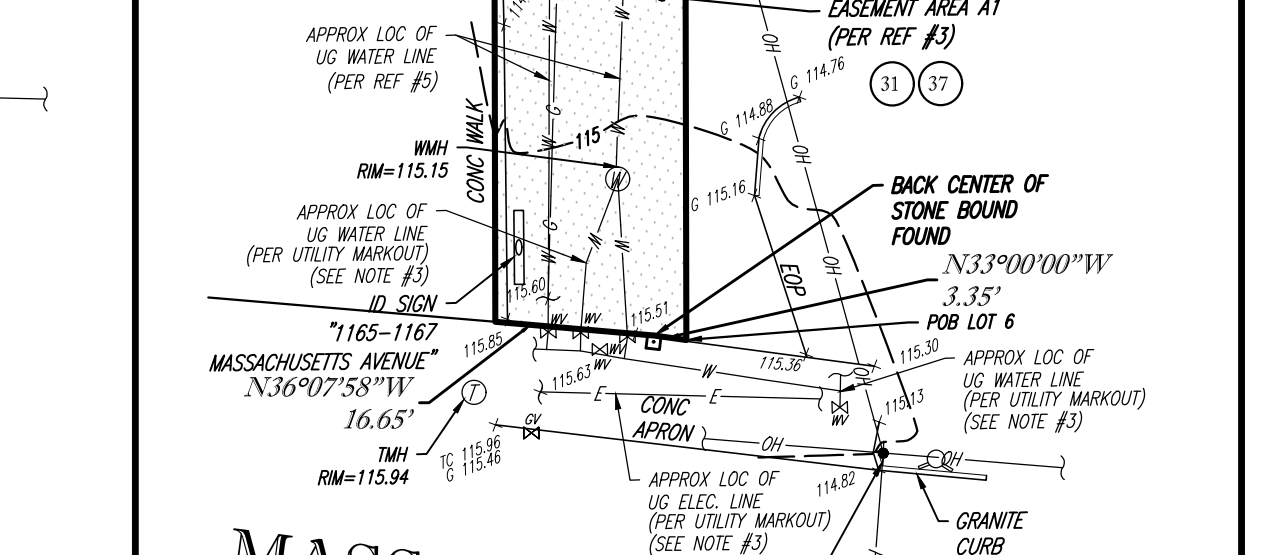 EASEMENT AREA A1
(PER REF #3)
31 37
APPROX LOC OF
UG WATER LINE
(PER REF #5)
CONC WALK
WMH
RIM=115.15
115
G 114.76
G 114.88
G 115.16
OH
OH
OH
OH
OH
OH
W
W
W
W
W
W
W
W
W
G
G
APPROX LOC OF
UG WATER LINE
(PER UTILITY MARKOUT)
(SEE NOTE #3)
ID SIGN
"1165-1167
MASSACHUSETTS AVENUE"
N36°07'58"W
16.65'
TMH
RIM=115.94
T
BACK CENTER OF
STONE BOUND
FOUND
N33°00'00"W
3.35'
POB LOT 6
EOP
115.60
115.51
115.85
115.63
115.36
115.30
115.13
114.82
WV
WV
WV
WV
WV
GV
E
E
CONC
APRON
TC 115.96
G 115.46
APPROX LOC OF
UG WATER LINE
(PER UTILITY MARKOUT)
(SEE NOTE #3)
APPROX LOC OF
UG ELEC. LINE
(PER UTILITY MARKOUT)
(SEE NOTE #3)
GRANITE
CURB